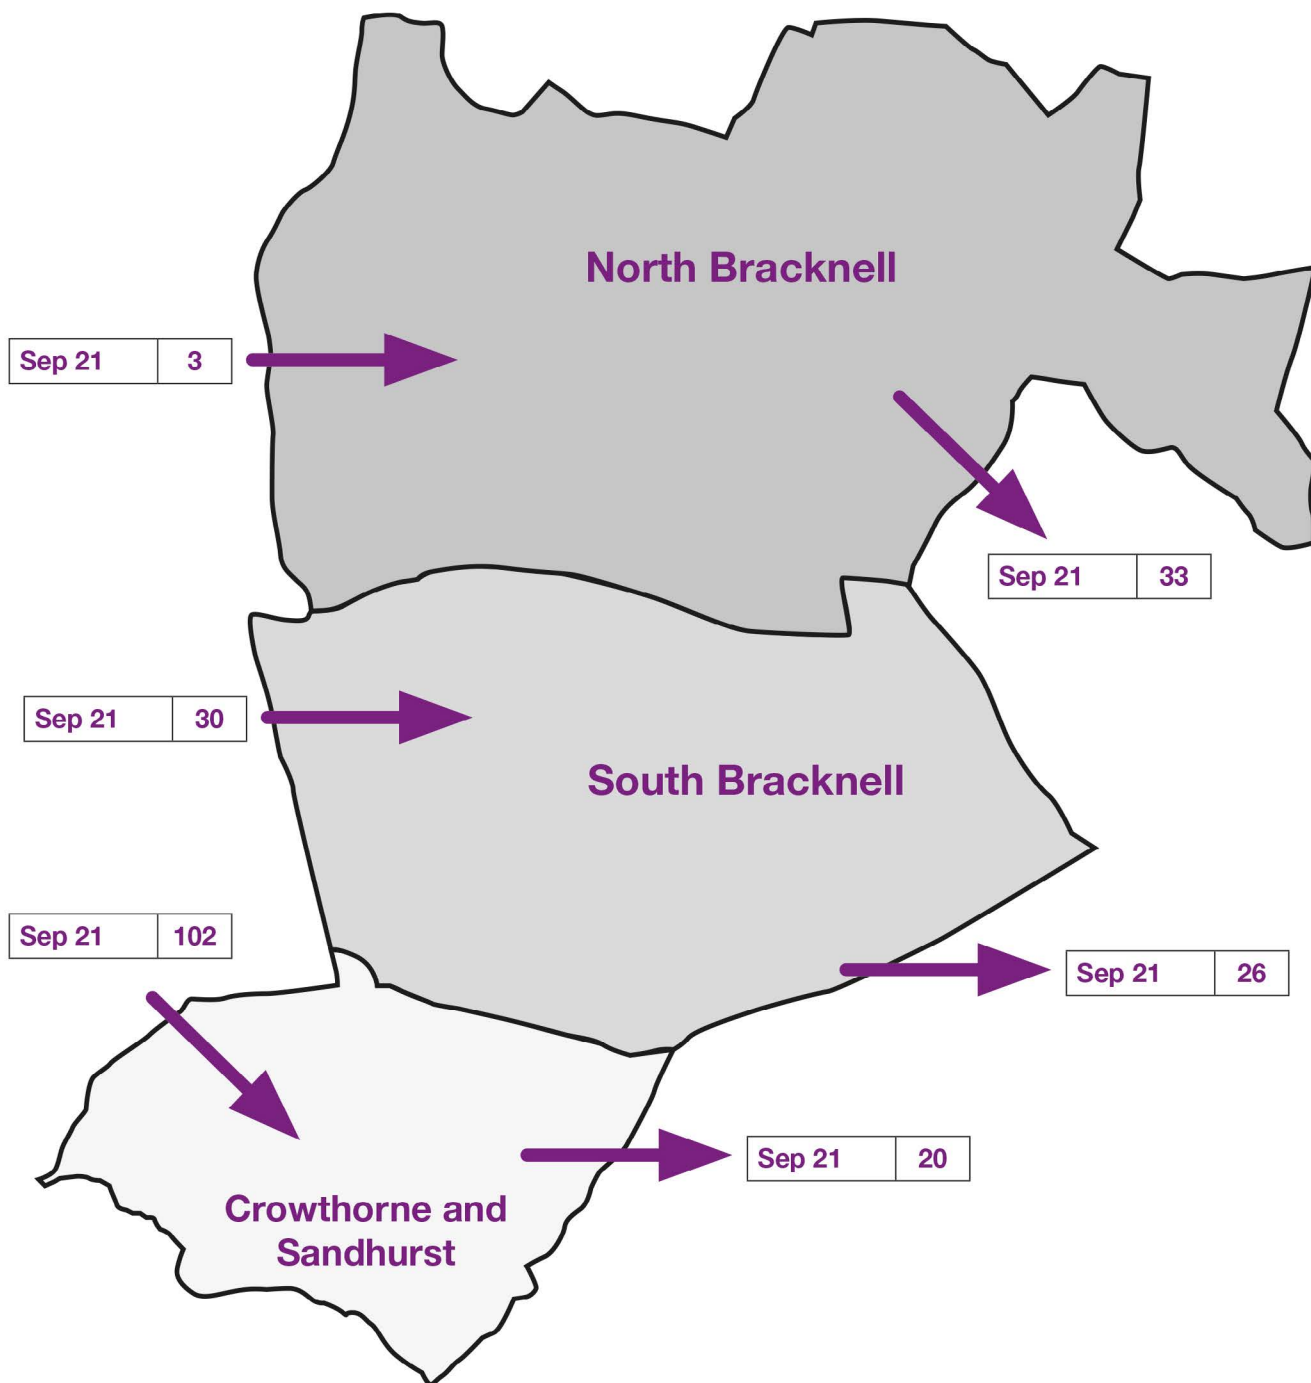 North Bracknell
Sep 21 3
Sep 21 33
Sep 21 30
South Bracknell
Sep 21 102
Sep 21 26
Sep 21 20
Crowthorne and
Sandhurst